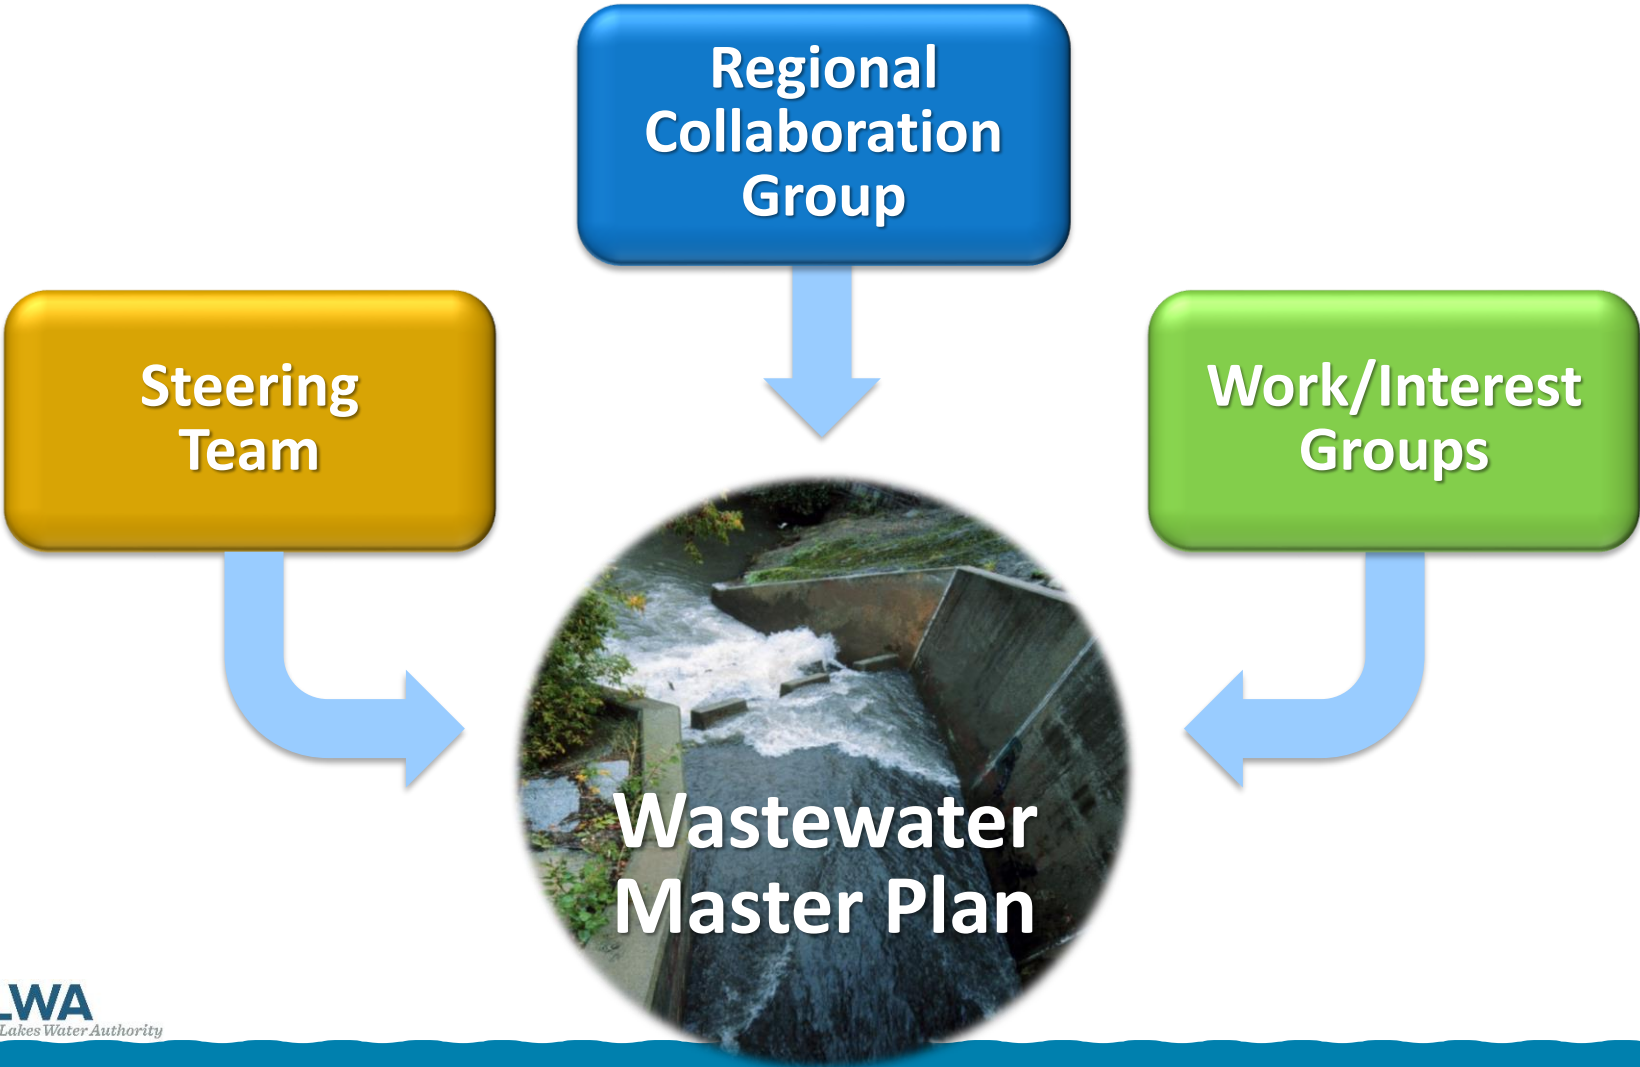 Regional
Collaboration
Group
Steering
Team
Work/Interest
Groups
Wastewater
Master Plan
LWA
Lakes Water Authority